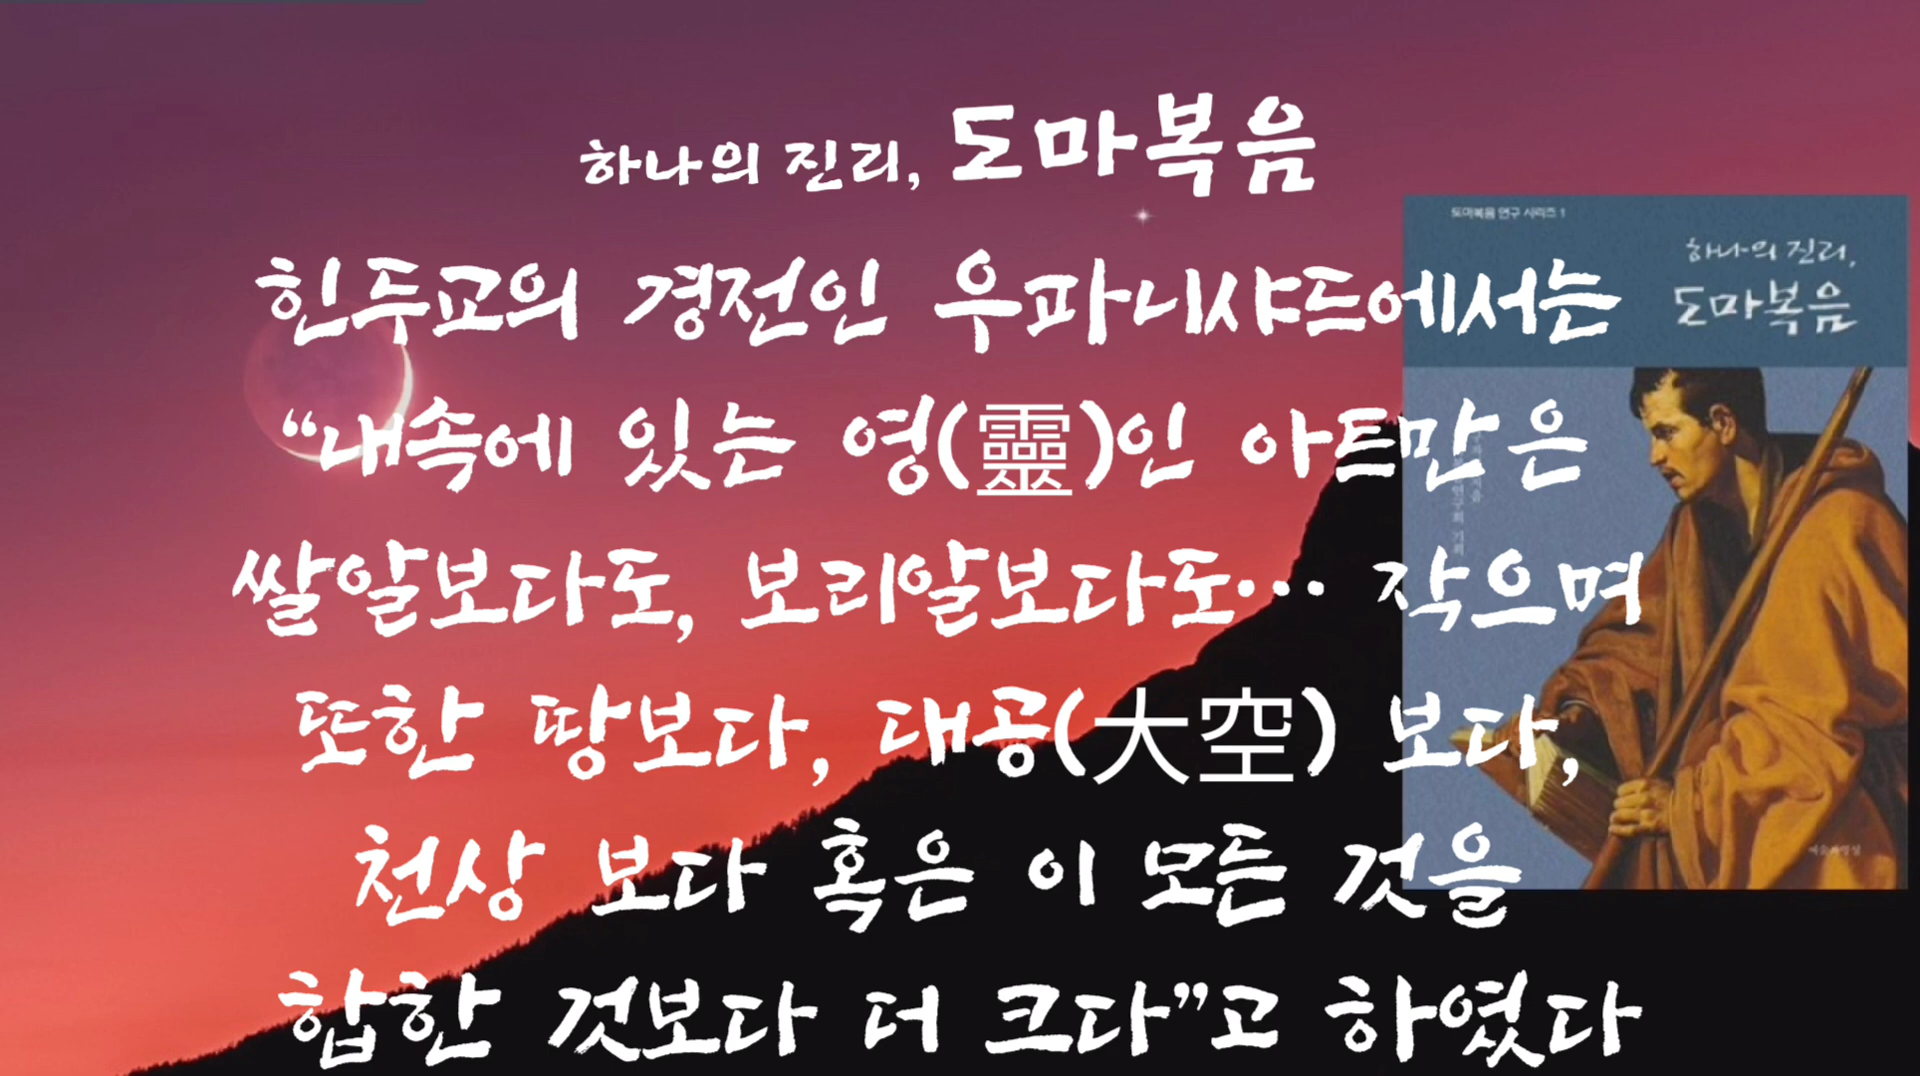 하나의 진리, 도마복음
힌두교의 경전인 우파니샤드에서는
“내속에 있는 영(靈)인 아트만은
쌀알보다도, 보리알보다도… 작으며
또한 땅보다, 대공(大空) 보다,
천상 보다 혹은 이 모든 것을
합한 것보다 더 크다”고 하였다
도마복음 연구 시리즈 1
하나의 진리,
도마복음
연구회 기획